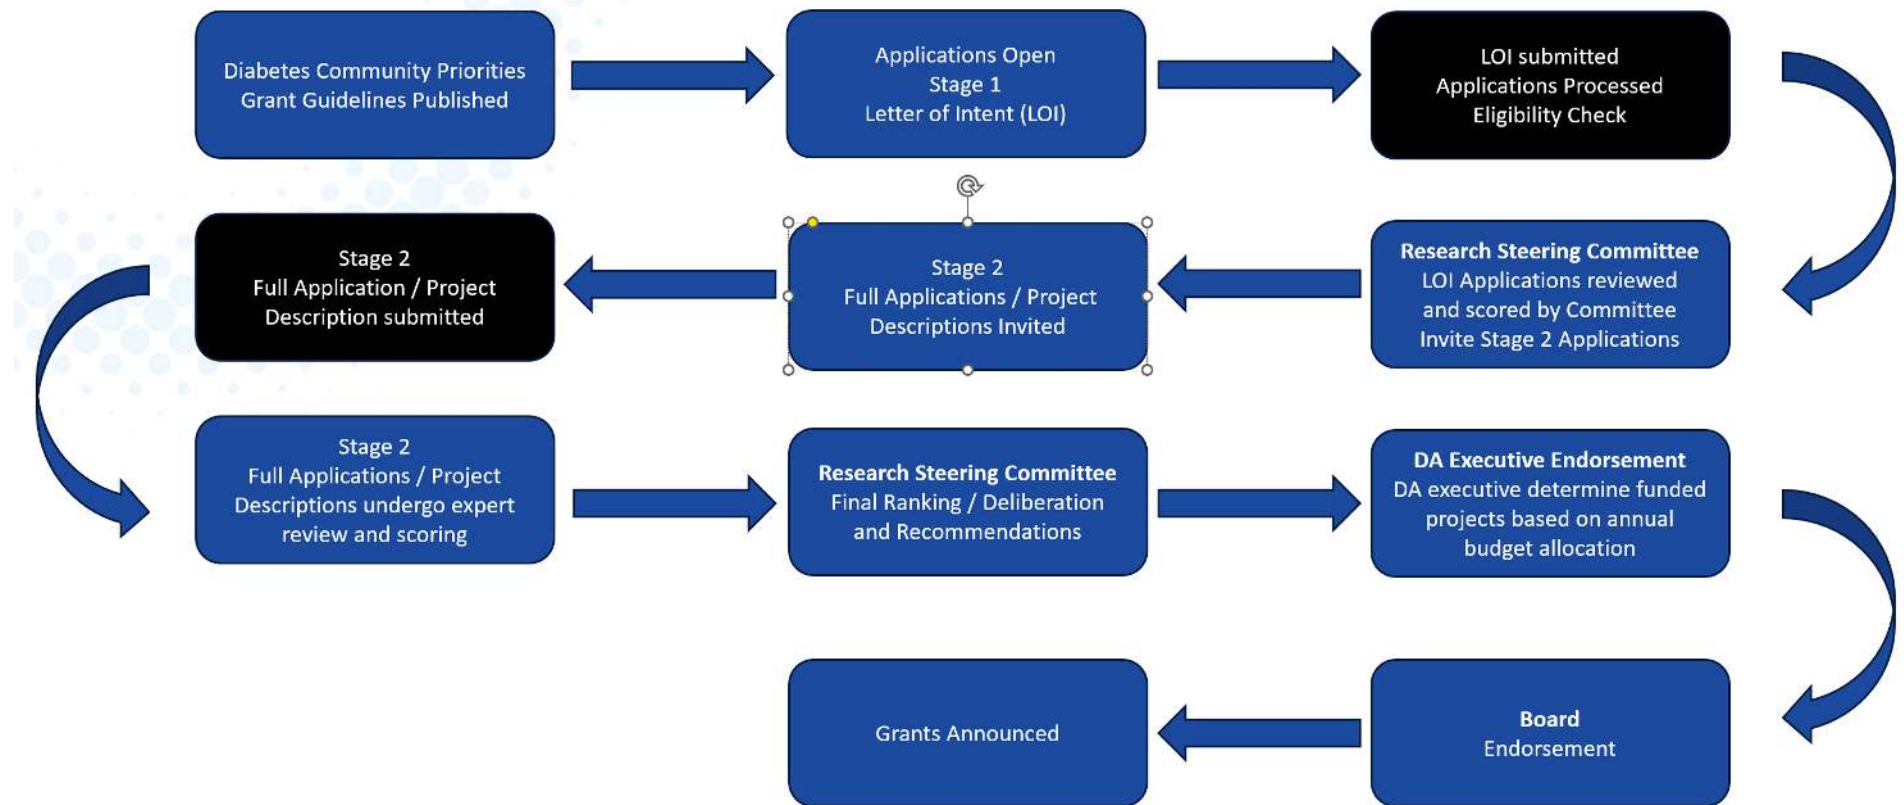 Diabetes Community Priorities
Grant Guidelines Published
Applications Open
Stage 1
Letter of Intent (LOI)
LOI submitted
Applications Processed
Eligibility Check
Research Steering Committee
LOI Applications reviewed
and scored by Committee
Invite Stage 2 Applications
Stage 2
Full Applications / Project
Descriptions Invited
Stage 2
Full Application / Project
Description submitted
Stage 2
Full Applications / Project
Descriptions undergo expert
review and scoring
Research Steering Committee
Final Ranking / Deliberation
and Recommendations
DA Executive Endorsement
DA executive determine funded
projects based on annual
budget allocation
Board
Endorsement
Grants Announced